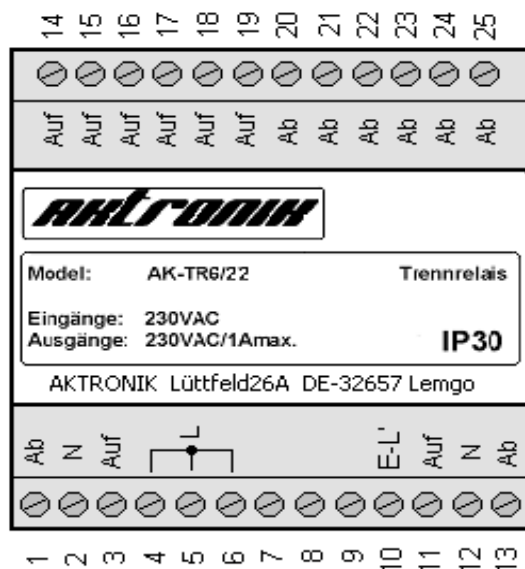 14 15 16 17 18 19 20 21 22 23 24 25
Auf Auf Auf Auf Auf Auf Ab Ab Ab Ab Ab Ab
AKtronik
Model: AK-TR6/22 Trennrelais
Eingänge: 230VAC
Ausgänge: 230VAC/1Amax. IP30
AKTRONIK Lüttfeld26A DE-32657 Lemgo
Ab N Auf L E-L' Auf N Ab
1 2 3 4 5 6 7 8 9 10 11 12 13